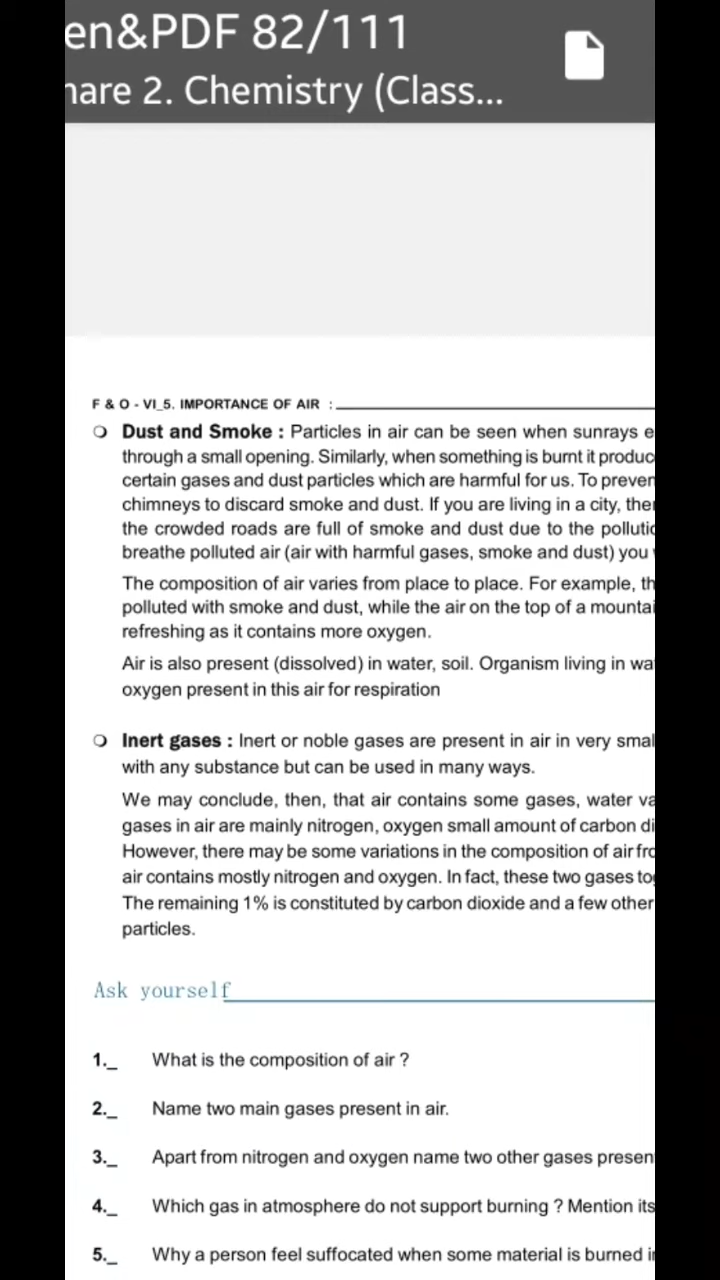 en&PDF 82/111
hare 2. Chemistry (Class...
F & O - VI_5. IMPORTANCE OF AIR :
Dust and Smoke : Particles in air can be seen when sunrays
through a small opening. Similarly, when something is burnt it
certain gases and dust particles which are harmful for us. To
chimneys to discard smoke and dust. If you are living in a city,
the crowded roads are full of smoke and dust due to the
breathe polluted air (air with harmful gases, smoke and dust) you
The composition of air varies from place to place. For example,
polluted with smoke and dust, while the air on the top of a
refreshing as it contains more oxygen.
Air is also present (dissolved) in water, soil. Organism living in
oxygen present in this air for respiration
Inert gases : Inert or noble gases are present in air in very
with any substance but can be used in many ways.
We may conclude, then, that air contains some gases, water
gases in air are mainly nitrogen, oxygen small amount of carbon
However, there may be some variations in the composition of air
air contains mostly nitrogen and oxygen. In fact, these two gases
The remaining 1% is constituted by carbon dioxide and a few other
particles.
Ask yourself
1._ What is the composition of air ?
2._ Name two main gases present in air.
3._ Apart from nitrogen and oxygen name two other gases
4._ Which gas in atmosphere do not support burning ? Mention its
5._ Why a person feel suffocated when some material is burned